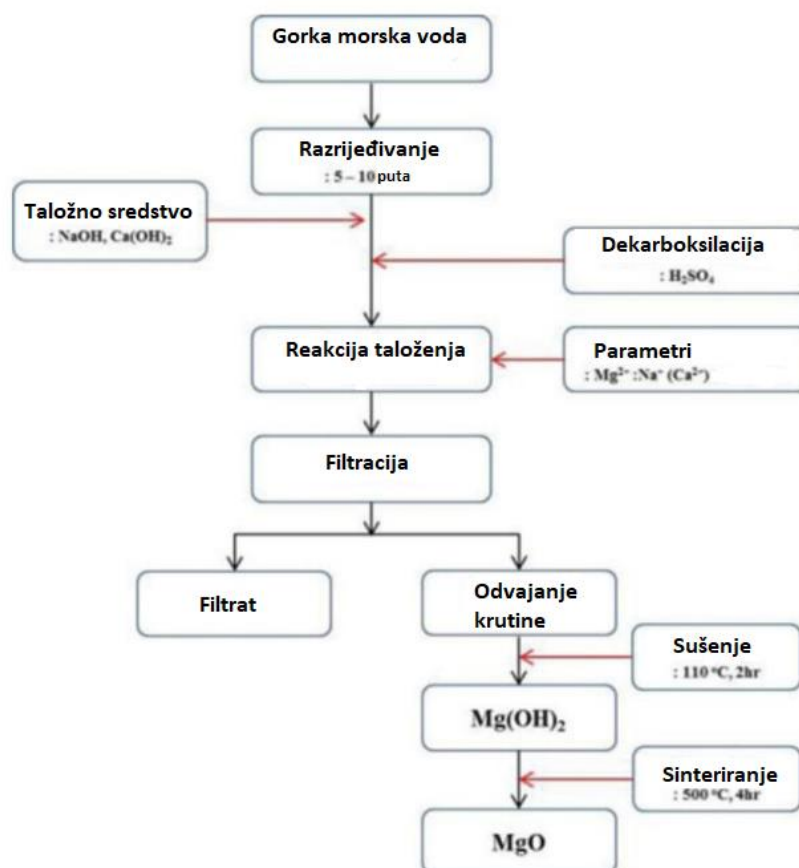 Gorka morska voda
Razrijeđivanje
: 5 – 10 puta
Taložno sredstvo
: NaOH, Ca(OH)₂
Dekarboksilacija
: H₂SO₄
Reakcija taloženja
Parametri
: Mg²⁺ :Na⁺ (Ca²⁺)
Filtracija
Filtrat
Odvajanje
krutine
Sušenje
: 110 °C, 2hr
Mg(OH)₂
Sinteriranje
: 500 °C, 4hr
MgO